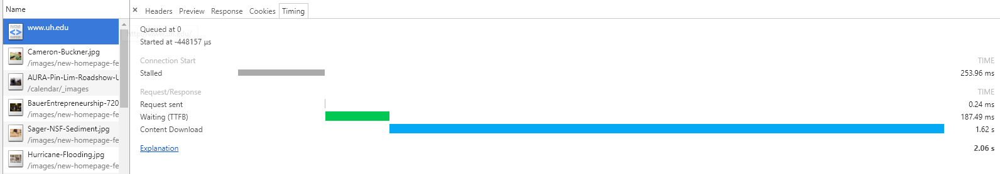 Name
www.uh.edu
Cameron-Buckner.jpg
/images/new-homepage-fe
AURA-Pin-Lim-Roadshow-U
/calendar/_images
BauerEntrepreneurship-720
/images/new-homepage-fe
Sager-NSF-Sediment.jpg
/images/new-homepage-fe
Hurricane-Flooding.jpg
/images/new-homepage-fe
× Headers Preview Response Cookies Timing
Queued at 0
http://www.uh.edu/
Started at -448157 µs
Connection Start TIME
Stalled 253.96 ms
Request/Response TIME
Request sent 0.24 ms
Waiting (TTFB) 187.49 ms
Content Download 1.62 s
Explanation 2.06 s